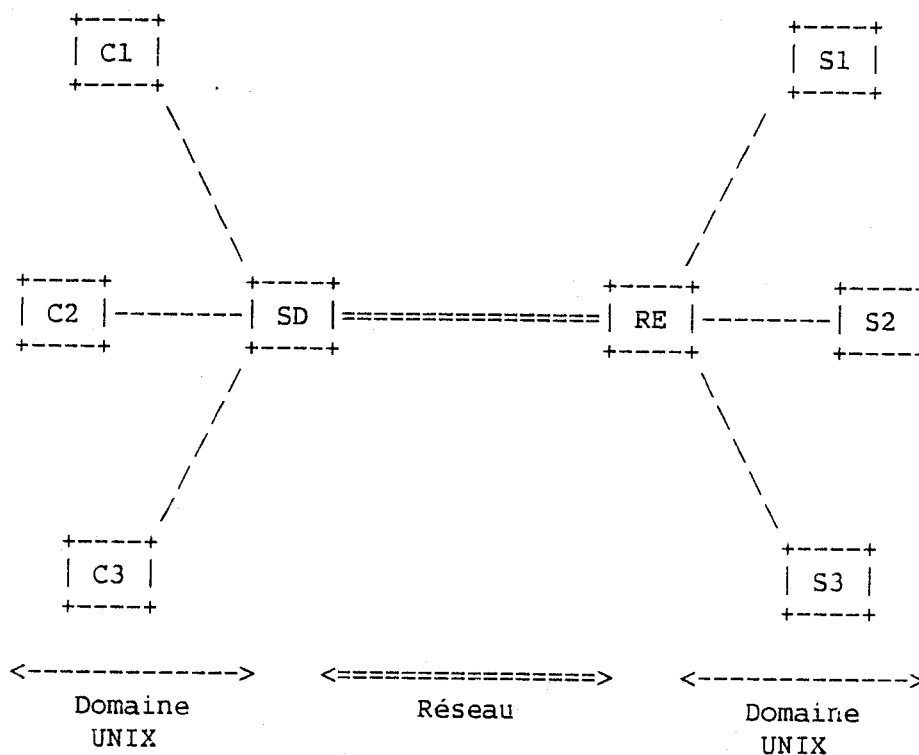 C1
S1
C2
SD
RE
S2
C3
S3
Domaine UNIX
Réseau
Domaine UNIX